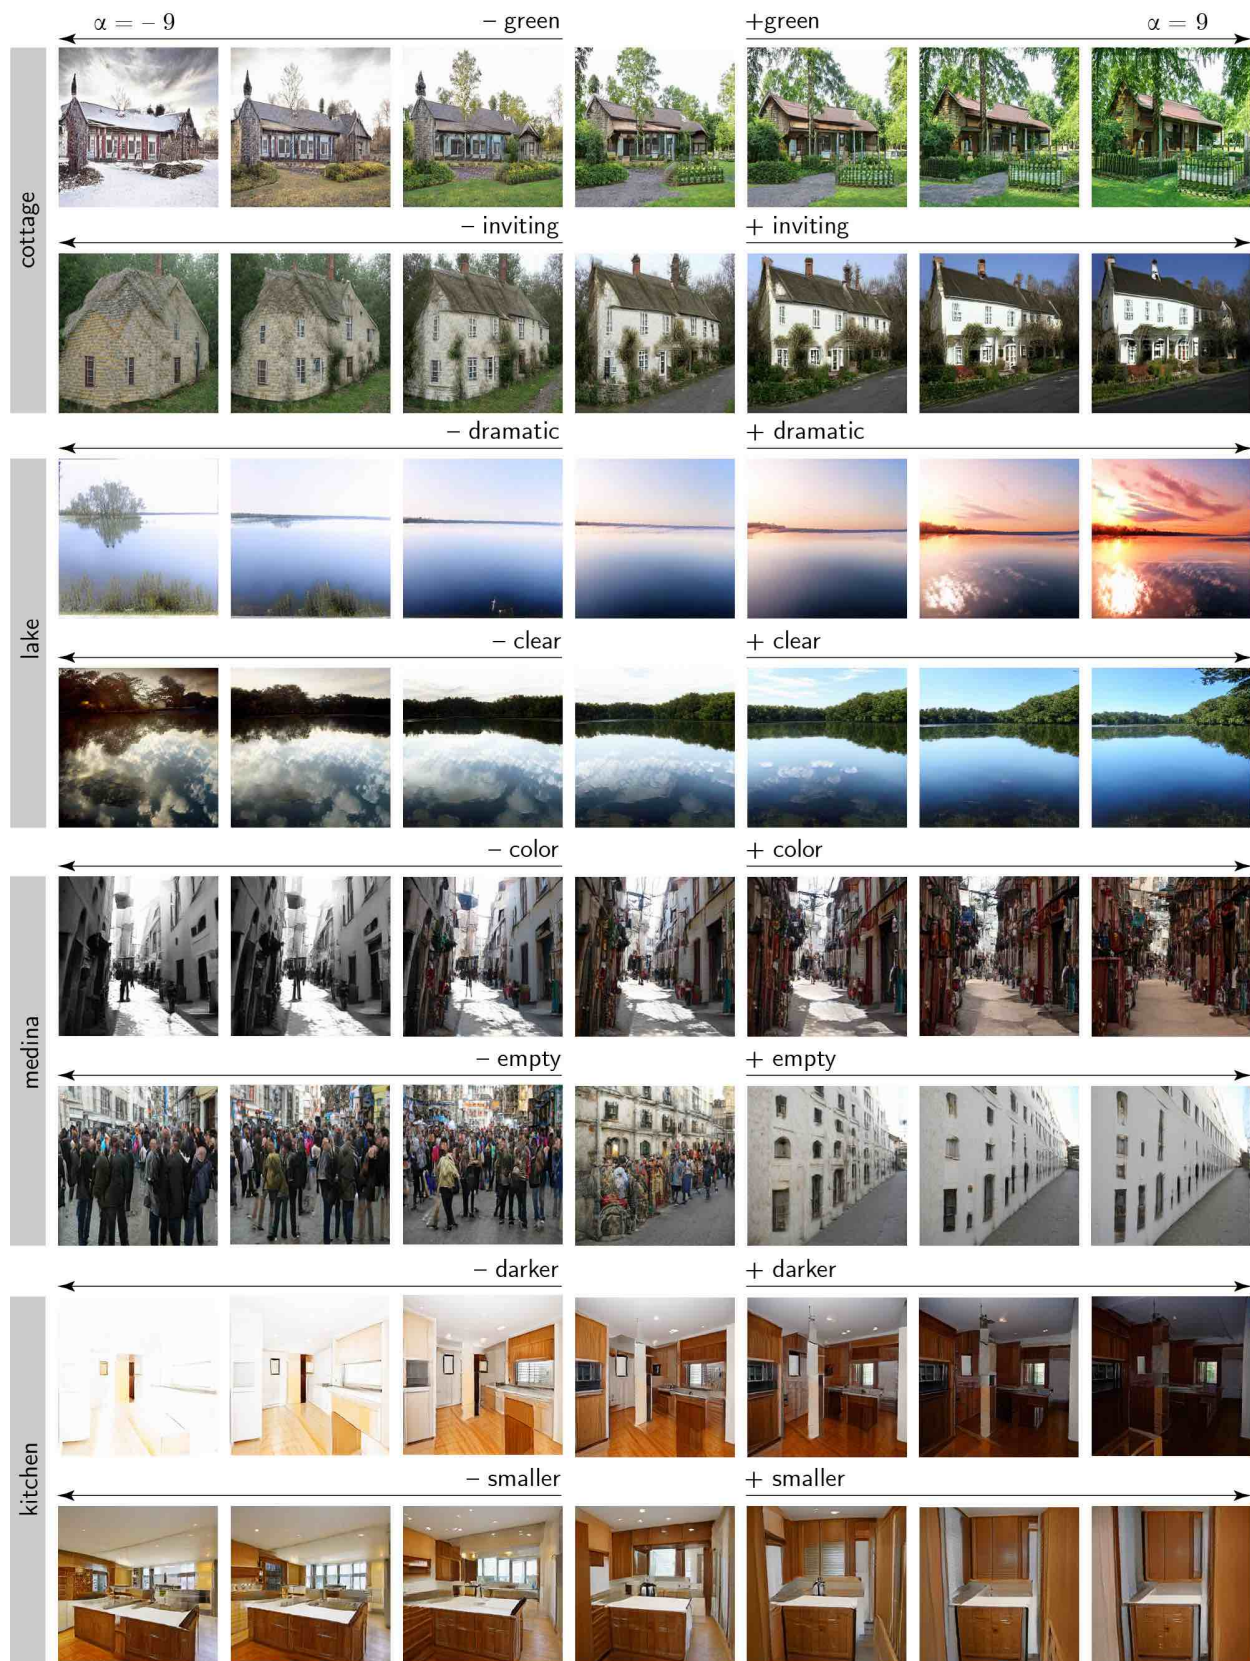 α = − 9
− green
+green
α = 9
cottage
− inviting
+ inviting
− dramatic
+ dramatic
lake
− clear
+ clear
− color
+ color
medina
− empty
+ empty
− darker
+ darker
kitchen
− smaller
+ smaller